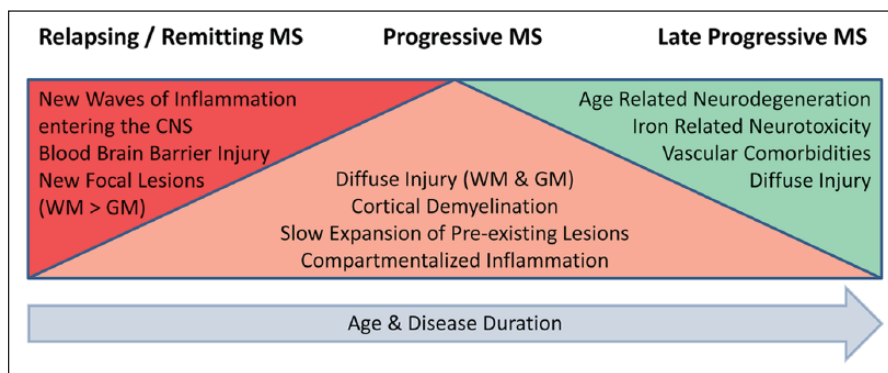 Relapsing / Remitting MS
Progressive MS
Late Progressive MS
New Waves of Inflammation
entering the CNS
Blood Brain Barrier Injury
New Focal Lesions
(WM > GM)
Diffuse Injury (WM & GM)
Cortical Demyelination
Slow Expansion of Pre-existing Lesions
Compartmentalized Inflammation
Age Related Neurodegeneration
Iron Related Neurotoxicity
Vascular Comorbidities
Diffuse Injury
Age & Disease Duration